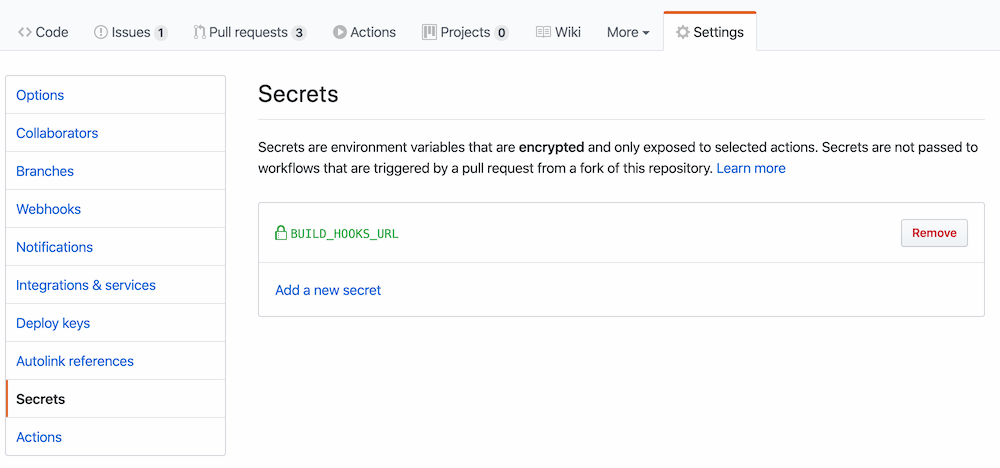 Code Issues 1 Pull requests 3 Actions Projects 0 Wiki More Settings
Options
Collaborators
Branches
Webhooks
Notifications
Integrations & services
Deploy keys
Autolink references
Secrets
Actions
Secrets
Secrets are environment variables that are encrypted and only exposed to selected actions. Secrets are not passed to
workflows that are triggered by a pull request from a fork of this repository. Learn more
BUILD_HOOKS_URL Remove
Add a new secret